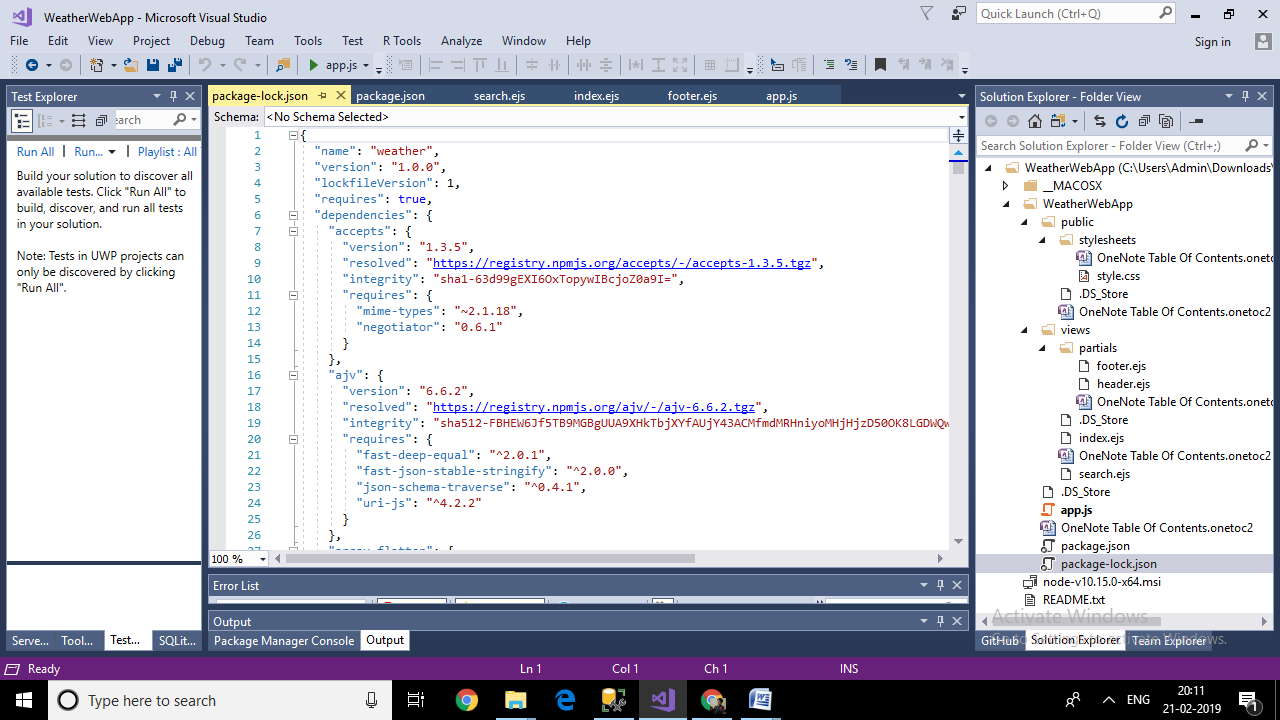 WeatherWebApp - Microsoft Visual Studio
Quick Launch (Ctrl+Q)
File Edit View Project Debug Team Tools Test R Tools Analyze Window Help
Sign in
app.js
Test Explorer
Run All | Run... Playlist : All
Build your solution to discover all
available tests. Click "Run All" to
build, discover, and run all tests
in your solution.
Note: Tests in UWP projects can
only be discovered by clicking
"Run All".
Serve... Tool... Test... SQLit...
package-lock.json package.json search.ejs index.ejs footer.ejs app.js
Schema: <No Schema Selected>
1 {
2 "name": "weather",
3 "version": "1.0.0",
4 "lockfileVersion": 1,
5 "requires": true,
6 "dependencies": {
7 "accepts": {
8 "version": "1.3.5",
9 "resolved": "https://registry.npmjs.org/accepts/-/accepts-1.3.5.tgz",
10 "integrity": "sha1-63d99gEXI6OxTopywIBcjoZ0a9I=",
11 "requires": {
12 "mime-types": "~2.1.18",
13 "negotiator": "0.6.1"
14 }
15 },
16 "ajv": {
17 "version": "6.6.2",
18 "resolved": "https://registry.npmjs.org/ajv/-/ajv-6.6.2.tgz",
19 "integrity": "sha512-FBHEW6Jf5TB9MGBgUUA9XHkTbjXYfAUjY43ACMfmdMRHniyoMHjHjzD50OK8LGDWQw
20 "requires": {
21 "fast-deep-equal": "^2.0.1",
22 "fast-json-stable-stringify": "^2.0.0",
23 "json-schema-traverse": "^0.4.1",
24 "uri-js": "^4.2.2"
25 }
26 },
27 "array-flatten": {
100 %
Error List
Output
Package Manager Console Output
Solution Explorer - Folder View
Search Solution Explorer - Folder View (Ctrl+;)
WeatherWebApp (C:\Users\Admin\Downloads\
__MACOSX
WeatherWebApp
public
stylesheets
OneNote Table Of Contents.oneto
style.css
.DS_Store
OneNote Table Of Contents.onetoc2
views
partials
footer.ejs
header.ejs
OneNote Table Of Contents.oneto
.DS_Store
index.ejs
OneNote Table Of Contents.onetoc2
search.ejs
.DS_Store
app.js
OneNote Table Of Contents.onetoc2
package.json
package-lock.json
node-v10.15.0-x64.msi
README.txt
Activate Windows
GitHub Solution Explorer Team Explorer
Ready Ln 1 Col 1 Ch 1 INS
Type here to search
ENG
20:11
21-02-2019
1